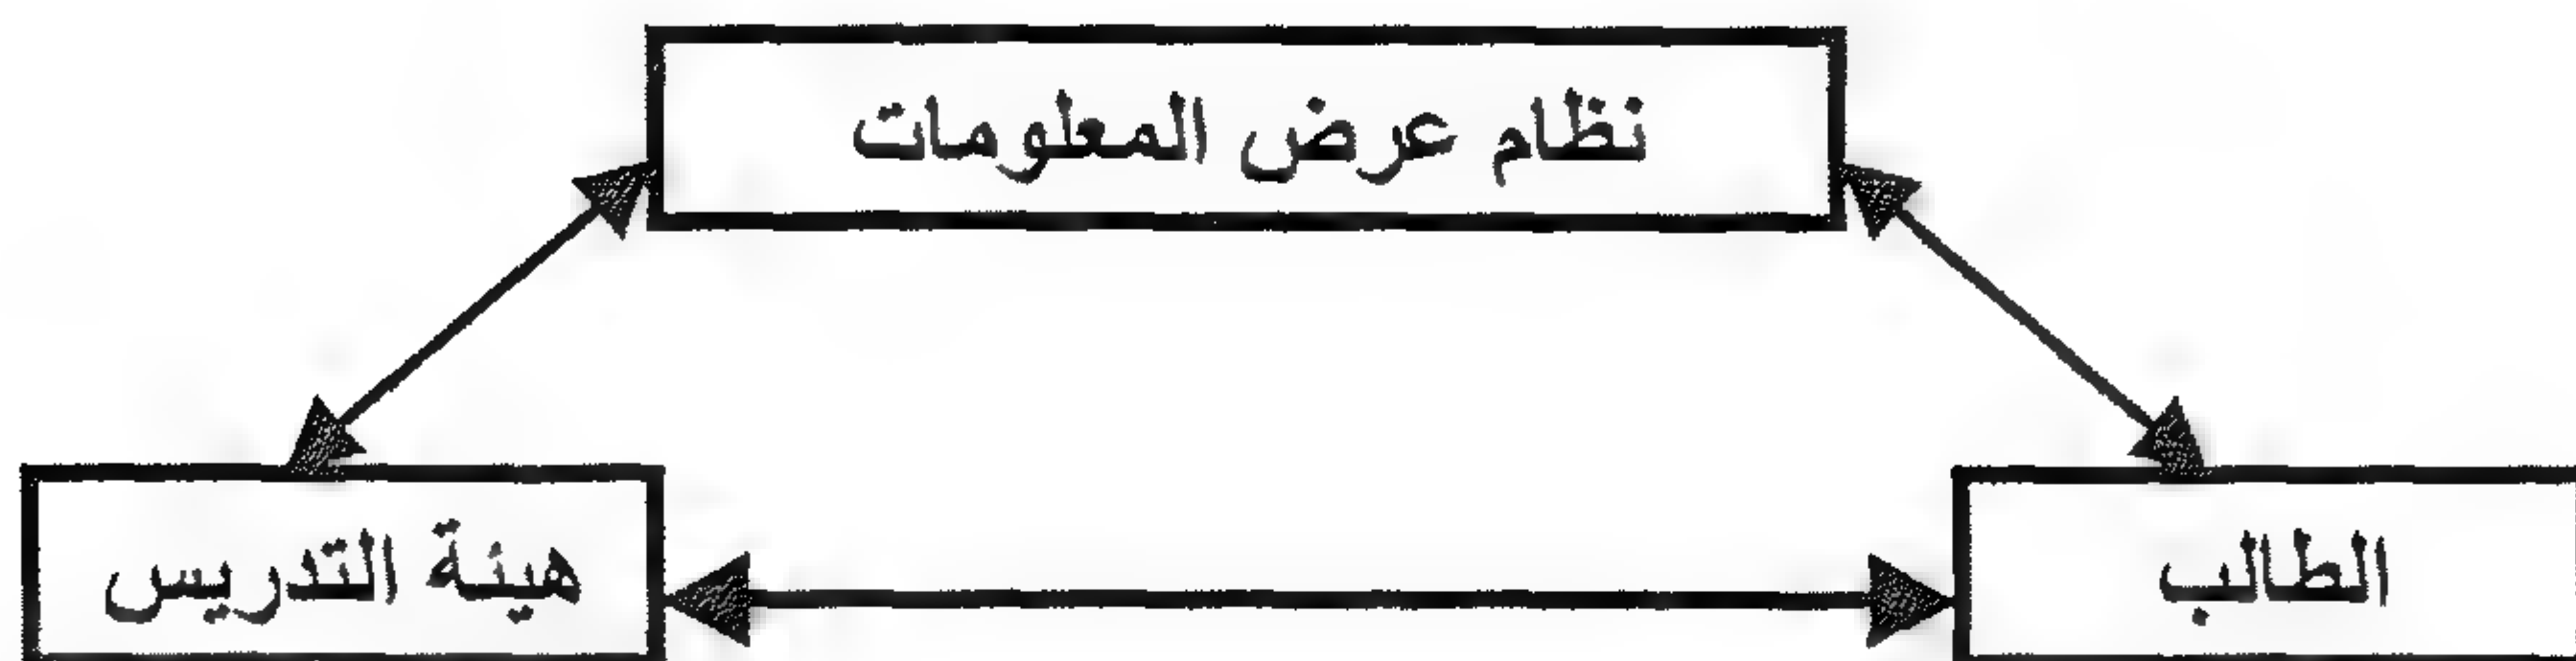 نظام عرض المعلومات
الطالب
هيئة التدريس